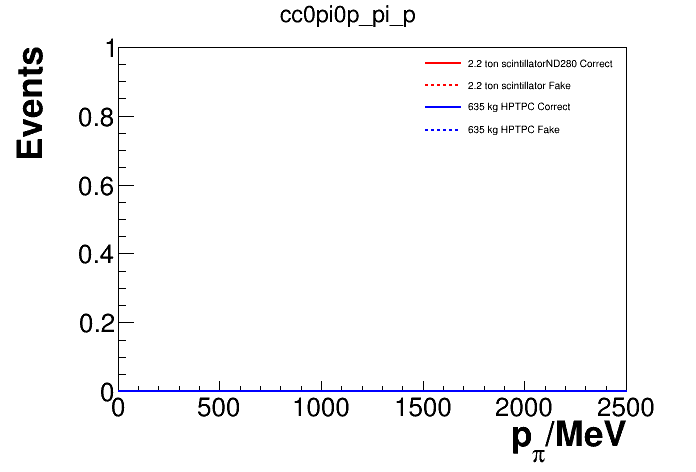 cc0pi0p_pi_p
Events
1
0.8
0.6
0.4
0.2
0
2.2 ton scintillatorND280 Correct
2.2 ton scintillator Fake
635 kg HPTPC Correct
635 kg HPTPC Fake
0 500 1000 1500 2000 2500
pπ/MeV